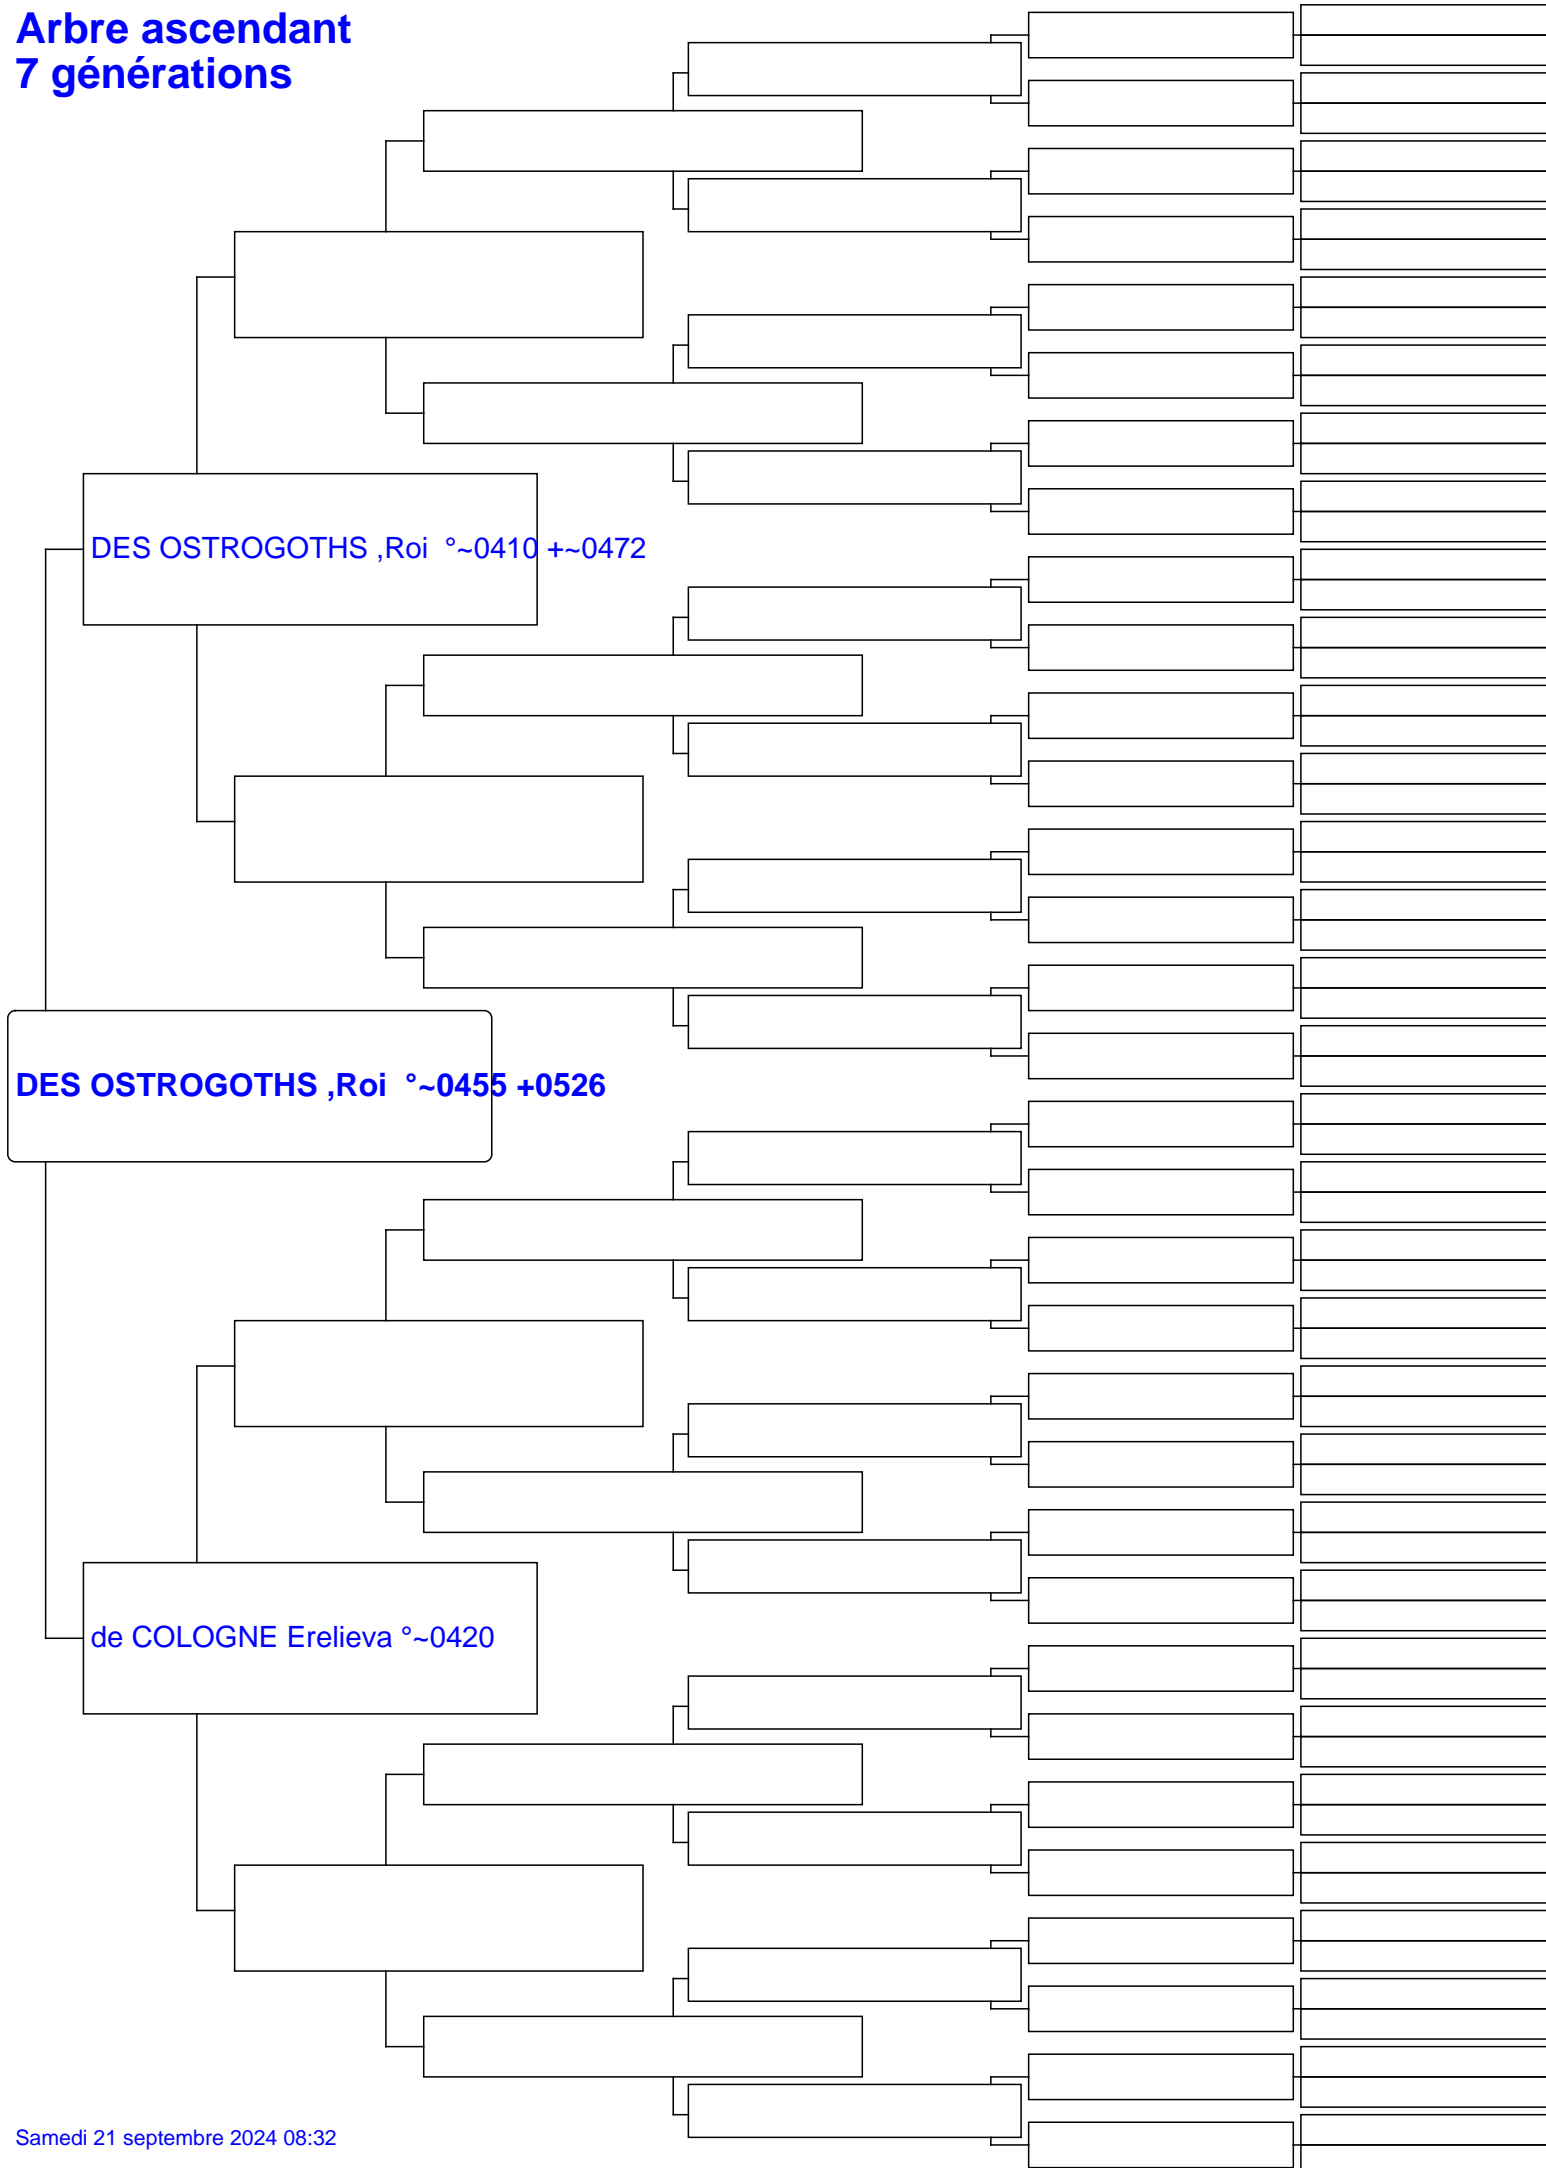 Arbre ascendant
7 générations
DES OSTROGOTHS ,Roi  °~0410 +~0472
DES OSTROGOTHS ,Roi  °~0455 +0526
de COLOGNE Erelieva °~0420
Samedi 21 septembre 2024 08:32